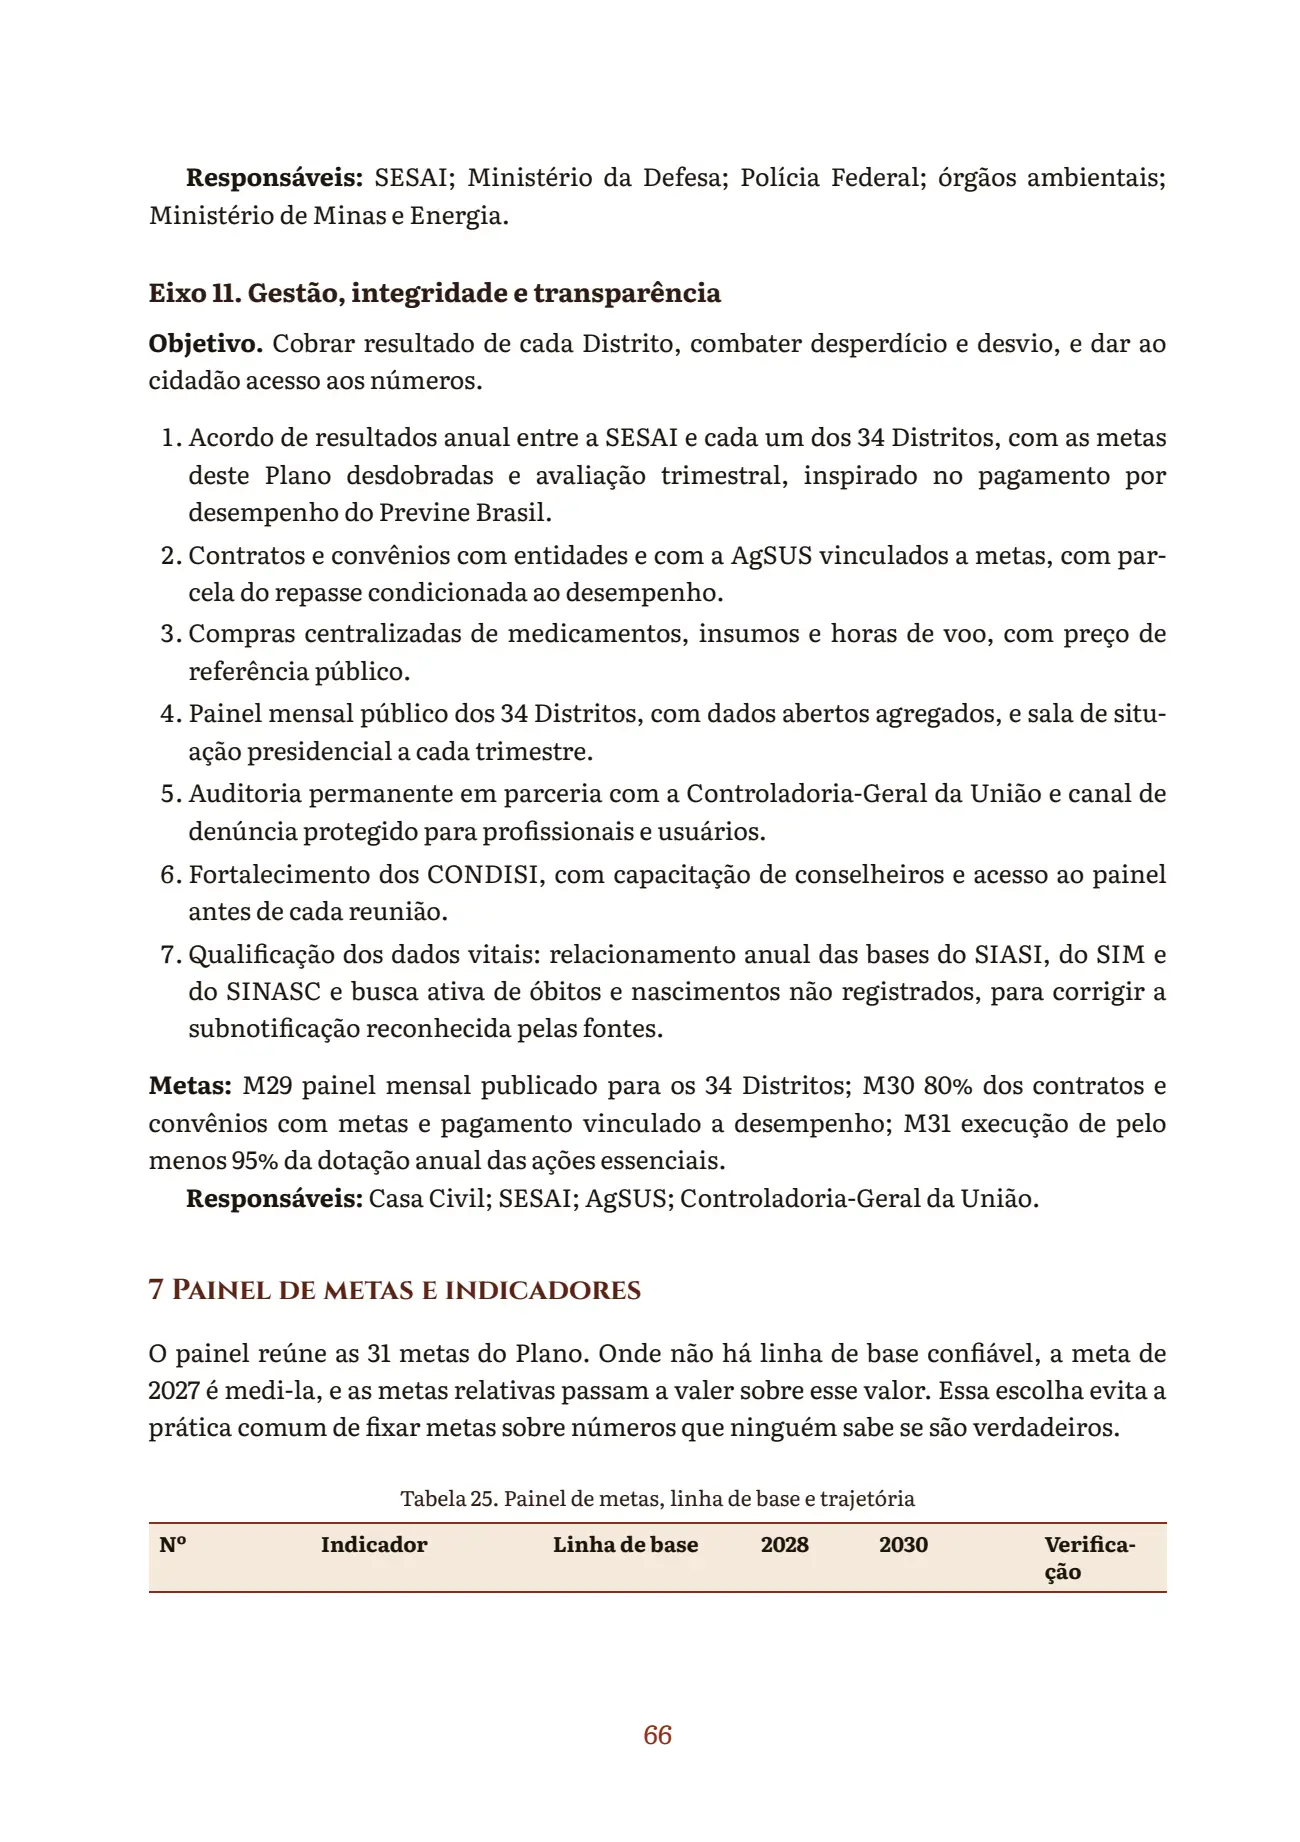 Responsáveis: SESAI; Ministério da Defesa; Polícia Federal; órgãos ambientais;
Ministério de Minas e Energia.
Eixo 11. Gestão, integridade e transparência
Objetivo. Cobrar resultado de cada Distrito, combater desperdício e desvio, e dar ao
cidadão acesso aos números.
1. Acordo de resultados anual entre a SESAI e cada um dos 34 Distritos, com as metas
deste Plano desdobradas e avaliação trimestral, inspirado no pagamento por
desempenho do Previne Brasil.
2. Contratos e convênios com entidades e com a AgSUS vinculados a metas, com par-
cela do repasse condicionada ao desempenho.
3. Compras centralizadas de medicamentos, insumos e horas de voo, com preço de
referência público.
4. Painel mensal público dos 34 Distritos, com dados abertos agregados, e sala de situ-
ação presidencial a cada trimestre.
5. Auditoria permanente em parceria com a Controladoria-Geral da União e canal de
denúncia protegido para profissionais e usuários.
6. Fortalecimento dos CONDISI, com capacitação de conselheiros e acesso ao painel
antes de cada reunião.
7. Qualificação dos dados vitais: relacionamento anual das bases do SIASI, do SIM e
do SINASC e busca ativa de óbitos e nascimentos não registrados, para corrigir a
subnotificação reconhecida pelas fontes.
Metas: M29 painel mensal publicado para os 34 Distritos; M30 80% dos contratos e
convênios com metas e pagamento vinculado a desempenho; M31 execução de pelo
menos 95% da dotação anual das ações essenciais.
Responsáveis: Casa Civil; SESAI; AgSUS; Controladoria-Geral da União.
7 Painel de metas e indicadores
O painel reúne as 31 metas do Plano. Onde não há linha de base confiável, a meta de
2027 é medi-la, e as metas relativas passam a valer sobre esse valor. Essa escolha evita a
prática comum de fixar metas sobre números que ninguém sabe se são verdadeiros.
Tabela 25. Painel de metas, linha de base e trajetória
Nº Indicador Linha de base 2028 2030 Verifica-
ção
66